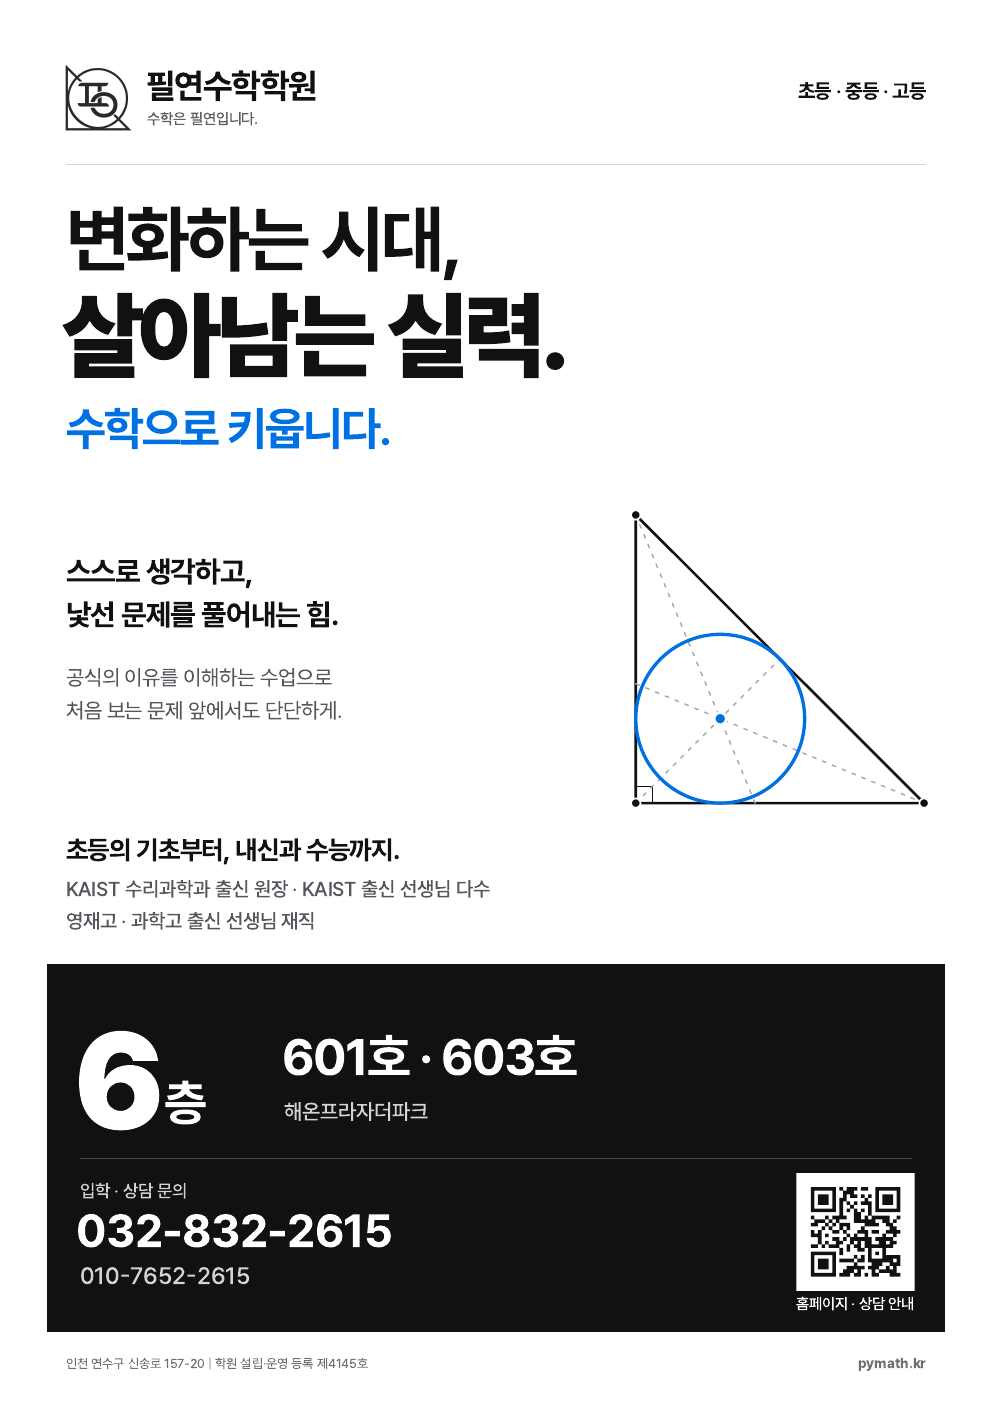 필연수학학원
수학은 필연입니다.
초등 · 중등 · 고등
변화하는 시대,
살아남는 실력.
수학으로 키웁니다.
스스로 생각하고,
낯선 문제를 풀어내는 힘.
공식의 이유를 이해하는 수업으로
처음 보는 문제 앞에서도 단단하게.
초등의 기초부터, 내신과 수능까지.
KAIST 수리과학과 출신 원장 · KAIST 출신 선생님 다수
영재고 · 과학고 출신 선생님 재직
6층
601호 · 603호
해온프라자더파크
입학 · 상담 문의
032-832-2615
010-7652-2615
홈페이지 · 상담 안내
인천 연수구 신송로 157-20 | 학원 설립·운영 등록 제4145호
pymath.kr